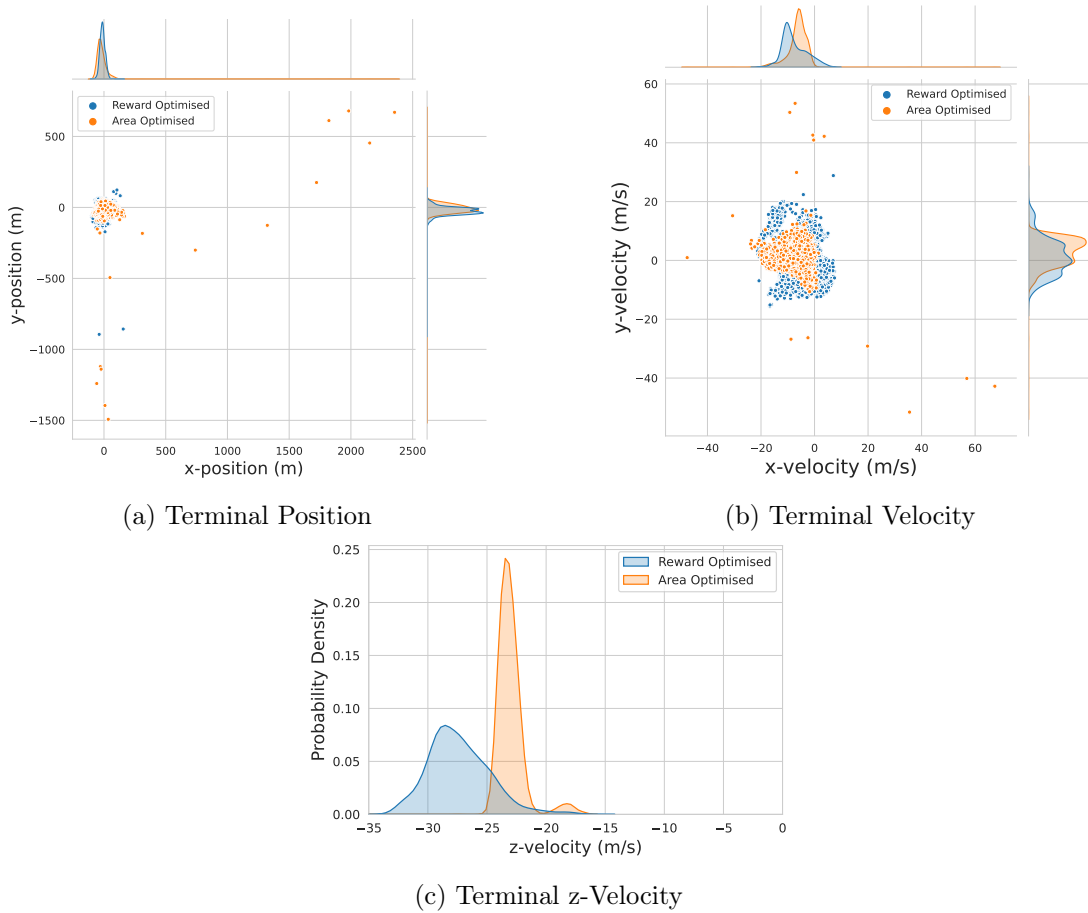 Reward Optimised
Area Optimised
500
0
−500
−1000
−1500
y-position (m)
0 500 1000 1500 2000 2500
x-position (m)
(a) Terminal Position
Reward Optimised
Area Optimised
60
40
20
0
−20
−40
y-velocity (m/s)
−40 −20 0 20 40 60
x-velocity (m/s)
(b) Terminal Velocity
Reward Optimised
Area Optimised
0.25
0.20
0.15
0.10
0.05
0.00
Probability Density
−35 −30 −25 −20 −15 −10 −5 0
z-velocity (m/s)
(c) Terminal z-Velocity